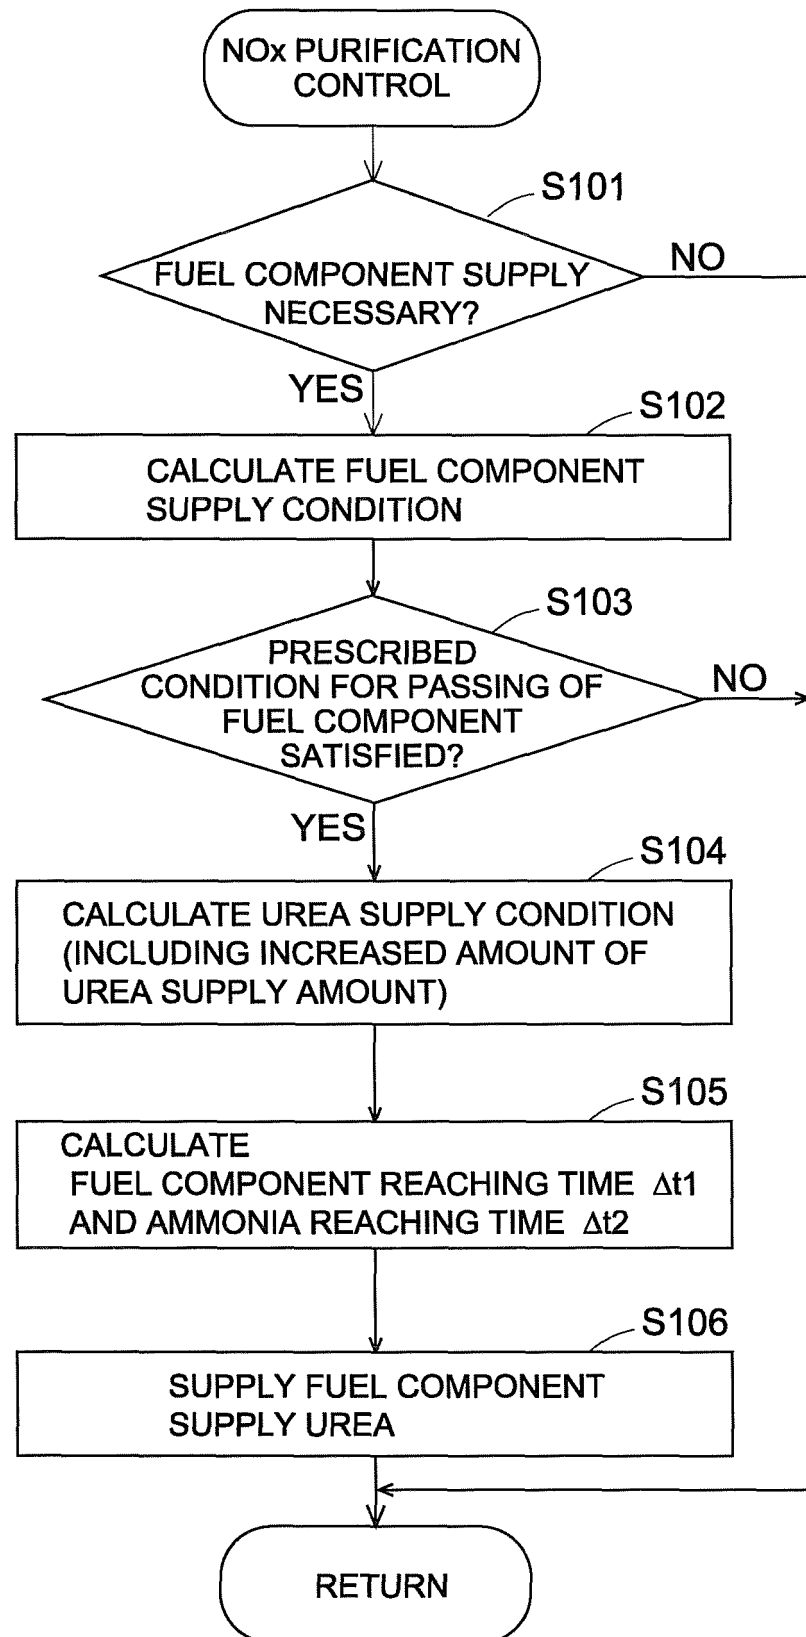 NOx PURIFICATION
CONTROL
S101
FUEL COMPONENT SUPPLY
NECESSARY?
NO
YES
S102
CALCULATE FUEL COMPONENT
SUPPLY CONDITION
S103
PRESCRIBED
CONDITION FOR PASSING OF
FUEL COMPONENT
SATISFIED?
NO
YES
S104
CALCULATE UREA SUPPLY CONDITION
(INCLUDING INCREASED AMOUNT OF
UREA SUPPLY AMOUNT)
S105
CALCULATE
FUEL COMPONENT REACHING TIME Δt1
AND AMMONIA REACHING TIME Δt2
S106
SUPPLY FUEL COMPONENT
SUPPLY UREA
RETURN